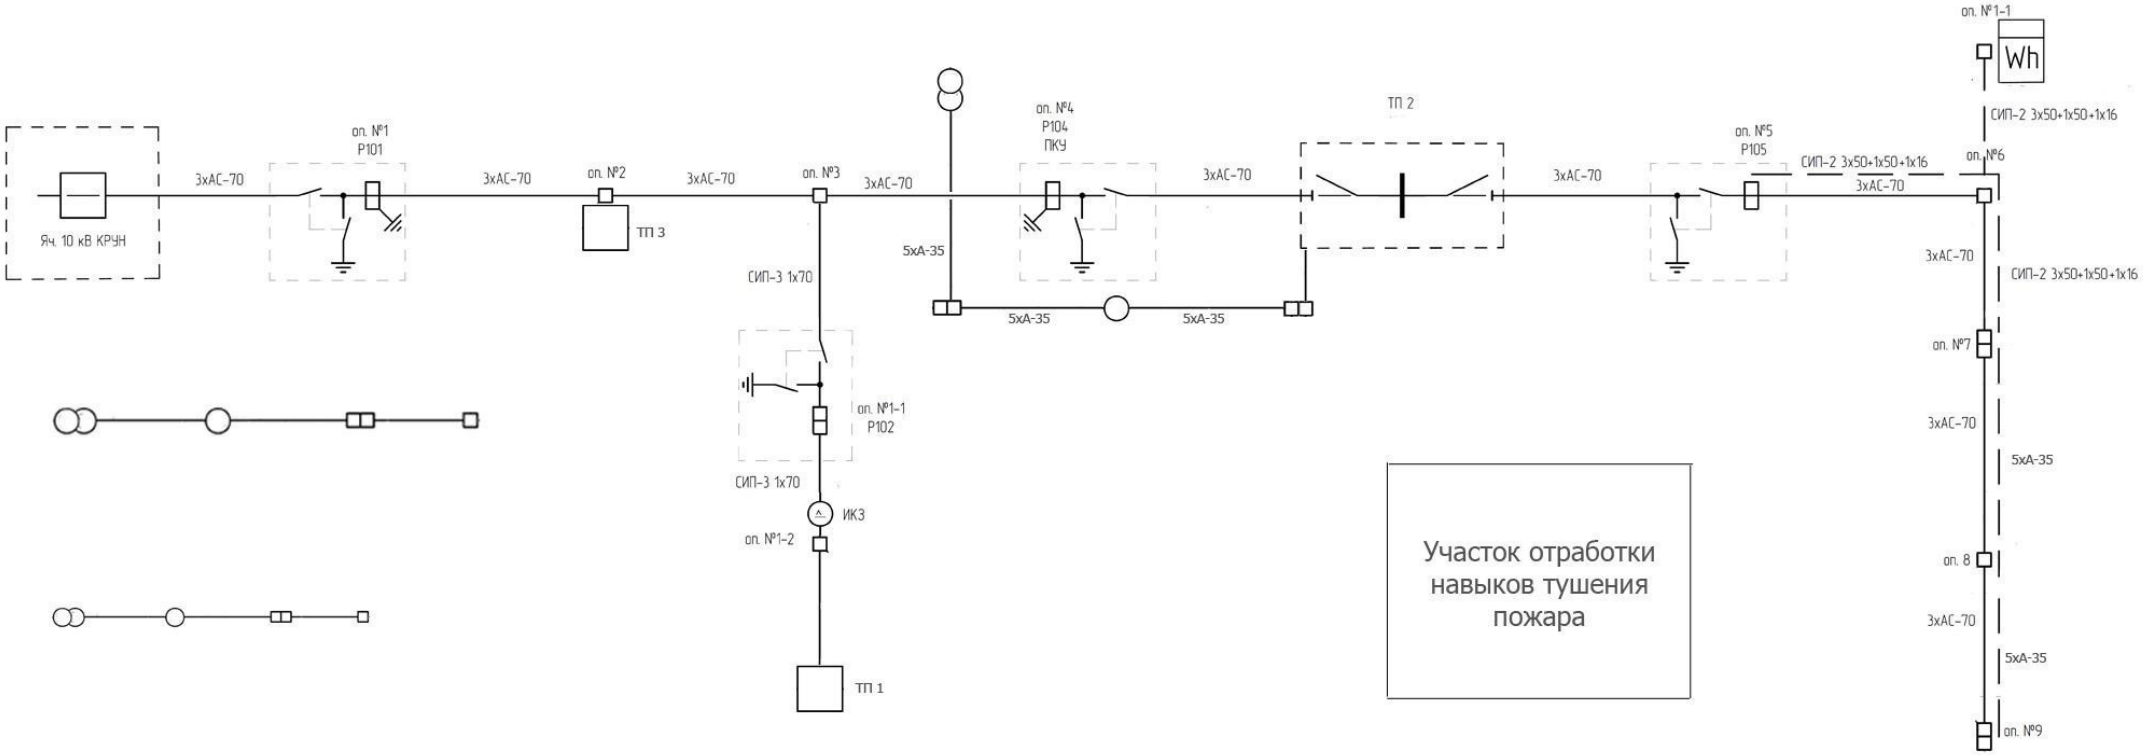 оп. №1-1
Wh
СИП-2 3х50+1х50+1х16
ТП 2
оп. №4
Р104
ПКУ
оп. №1
Р101
оп. №5
Р105
СИП-2 3х50+1х50+1х16
оп. №6
3хАС-70
3хАС-70
оп. №2
3хАС-70
оп. №3
3хАС-70
3хАС-70
3хАС-70
3хАС-70
Яч. 10 кВ КРУН
ТП 3
5хА-35
3хАС-70
СИП-2 3х50+1х50+1х16
СИП-3 1х70
5хА-35
5хА-35
оп. №7
оп. №1-1
Р102
3хАС-70
5хА-35
СИП-3 1х70
ИКЗ
оп. №1-2
Участок отработки
навыков тушения
пожара
оп. 8
3хАС-70
5хА-35
ТП 1
оп. №9